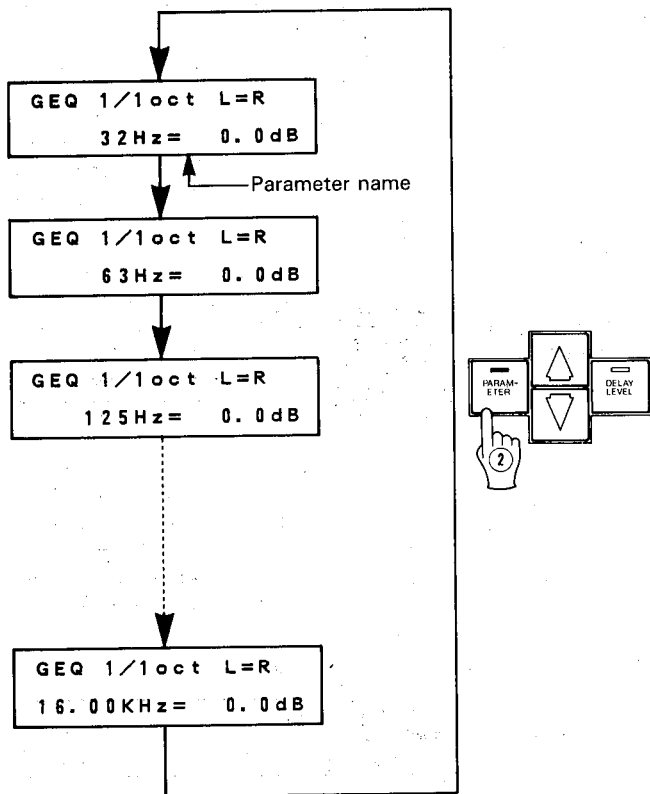 GEQ 1/1oct L=R
32Hz= 0.0dB
Parameter name
GEQ 1/1oct L=R
63Hz= 0.0dB
GEQ 1/1oct L=R
125Hz= 0.0dB
PARAM-
ETER
DELAY
LEVEL
2
GEQ 1/1oct L=R
16.00KHz= 0.0dB